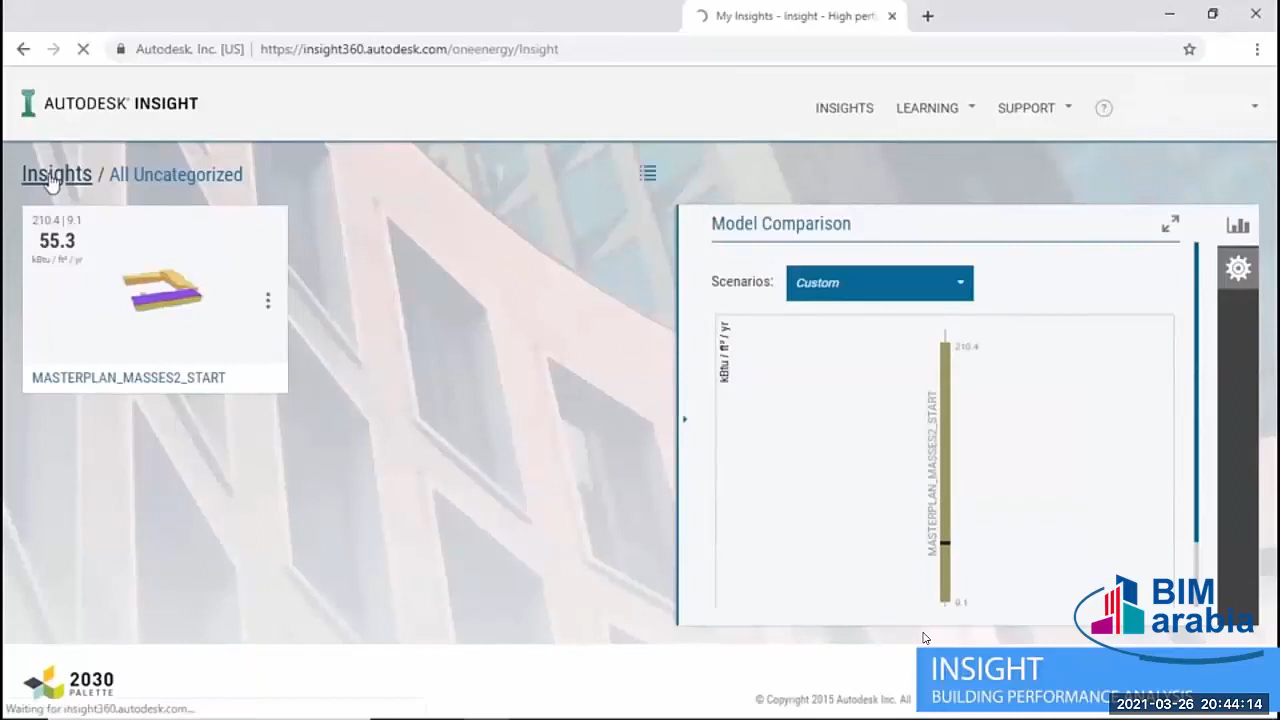 My Insights - Insight - High perf
Autodesk, Inc. [US]
https://insight360.autodesk.com/oneenergy/Insight
AUTODESK® INSIGHT
INSIGHTS
LEARNING
SUPPORT
?
Insights / All Uncategorized
210.4 | 9.1
55.3
kBtu / ft² / yr
MASTERPLAN_MASSES2_START
Model Comparison
Scenarios:
Custom
kBtu / ft² / yr
210.4
MASTERPLAN_MASSES2_START
9.1
BIM
arabia
INSIGHT
BUILDING PERFORMANCE ANALYSIS
2030
PALETTE
© Copyright 2015 Autodesk Inc. All
Waiting for insight360.autodesk.com...
2021-03-26 20:44:14